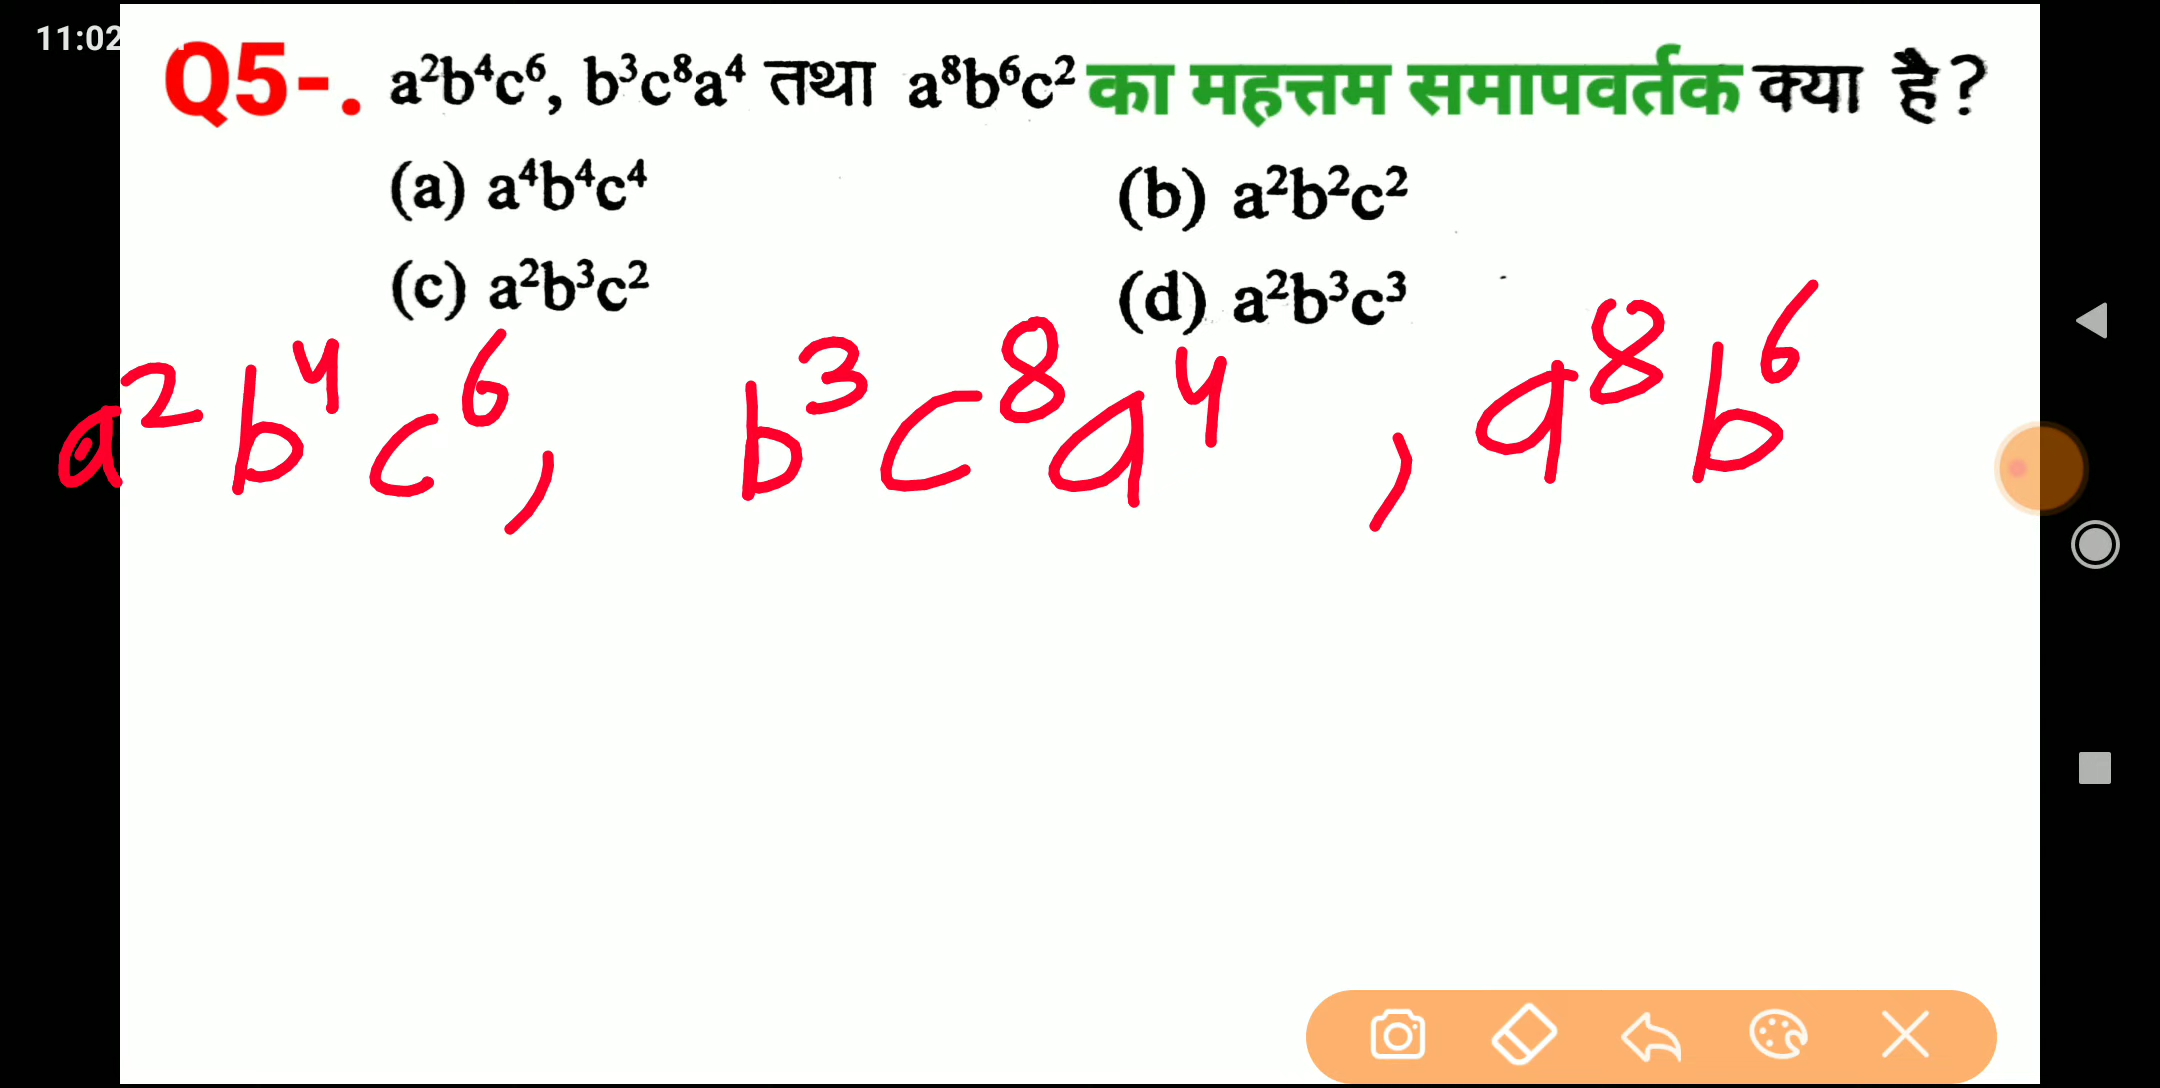 11:02
Q5-. a²b⁴c⁶, b³c⁸a⁴ तथा a⁸b⁶c² का महत्तम समापवर्तक क्या है?
(a) a⁴b⁴c⁴ (b) a²b²c²
(c) a²b³c² (d) a²b³c³
a²b⁴c⁶, b³c⁸a⁴, a⁸b⁶